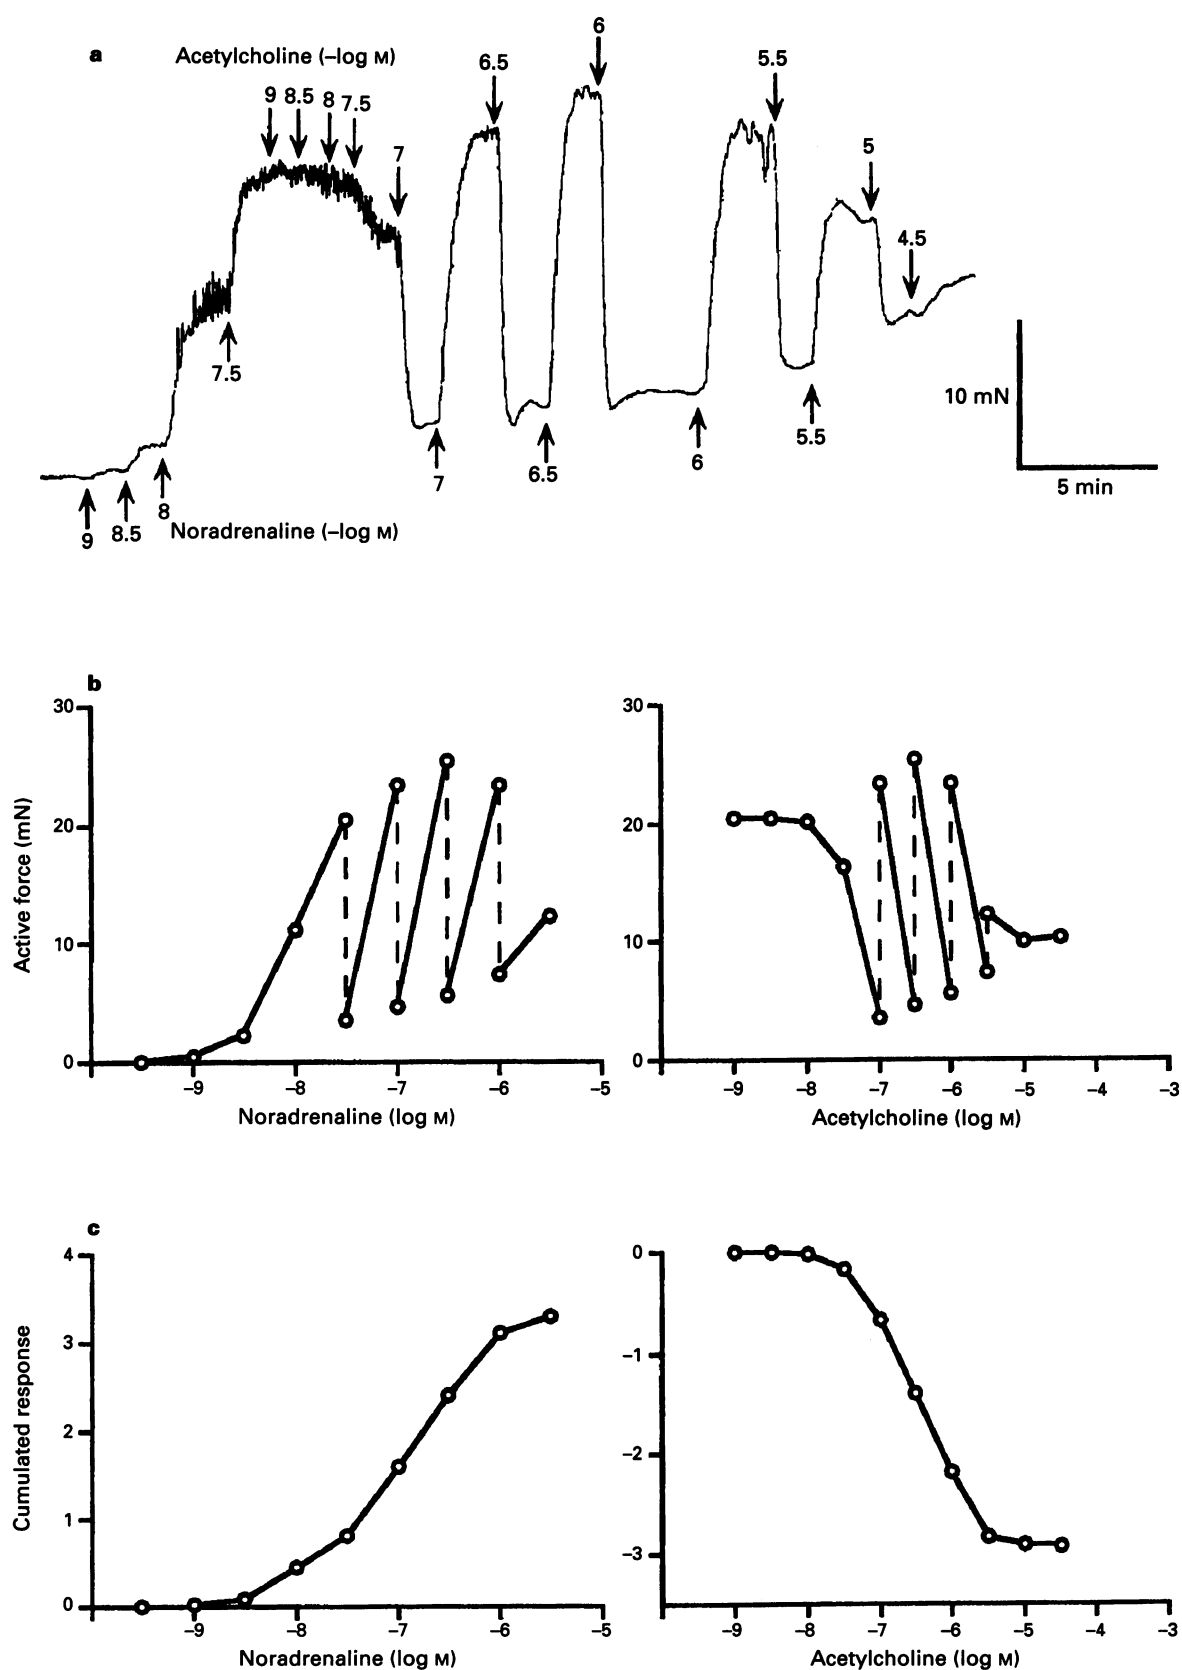 a
Acetylcholine (–log M)
9 8.5 8 7.5
7
6.5
6
5.5
5
4.5
7.5
7
6.5
6
5.5
9 8.5 8
Noradrenaline (–log M)
10 mN
5 min
b
Active force (mN)
30
20
10
0
–9 –8 –7 –6 –5
Noradrenaline (log M)
30
20
10
0
–9 –8 –7 –6 –5 –4 –3
Acetylcholine (log M)
c
Cumulated response
4
3
2
1
0
–9 –8 –7 –6 –5
Noradrenaline (log M)
0
–1
–2
–3
–9 –8 –7 –6 –5 –4 –3
Acetylcholine (log M)